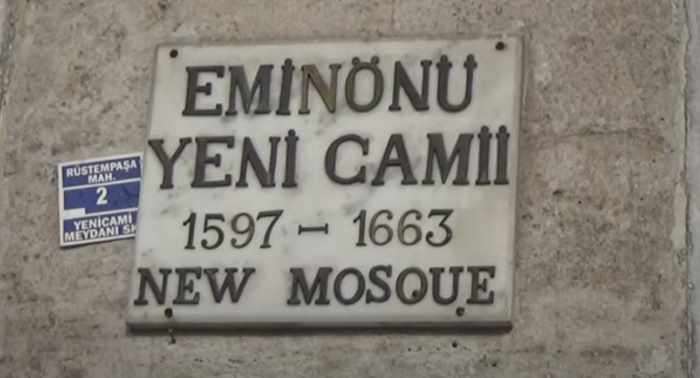 EMİNÖNÜ
YENİ CAMİİ
1597 - 1663
NEW MOSQUE
RÜSTEMPAŞA
MAH.
2
YENİCAMİ
MEYDANI SK